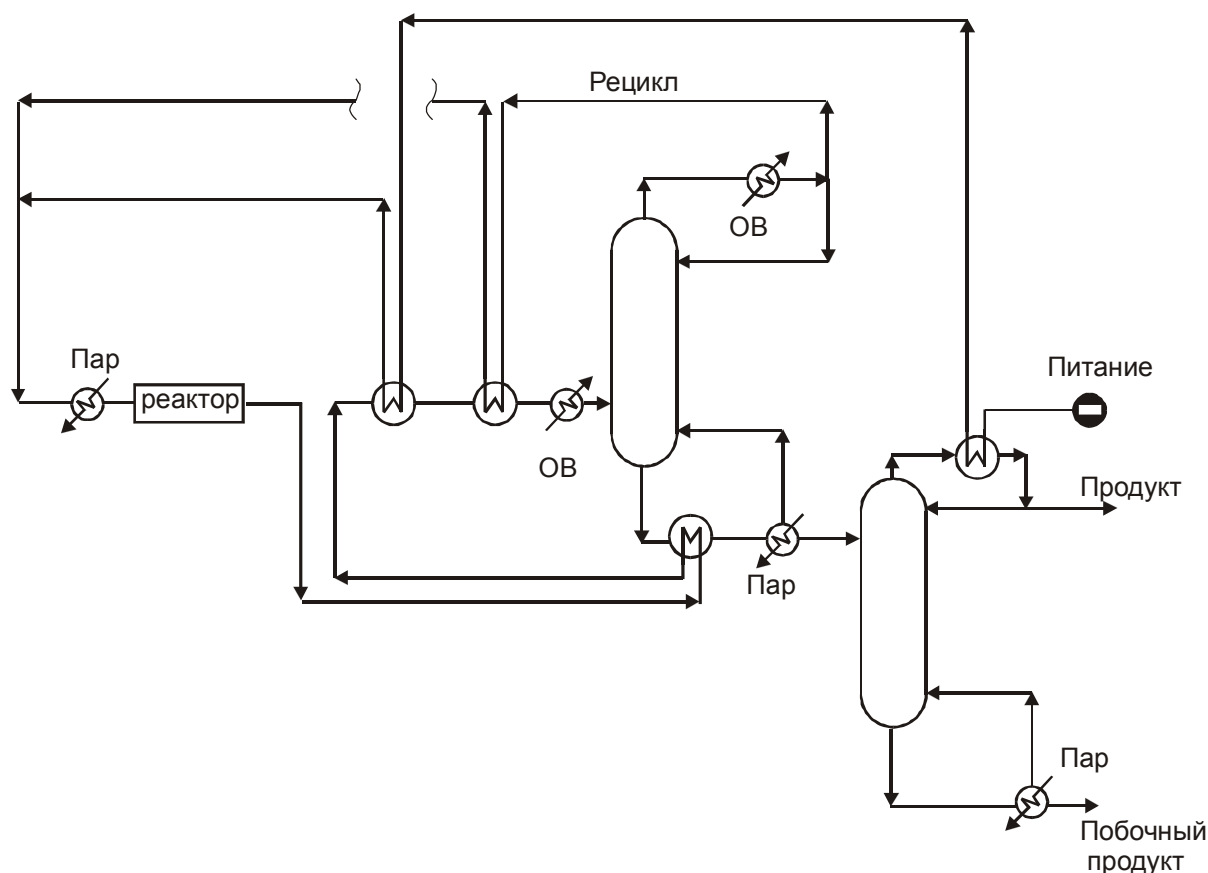 Рецикл
ОВ
Пар
реактор
Питание
ОВ
Продукт
Пар
Пар
Побочный
продукт